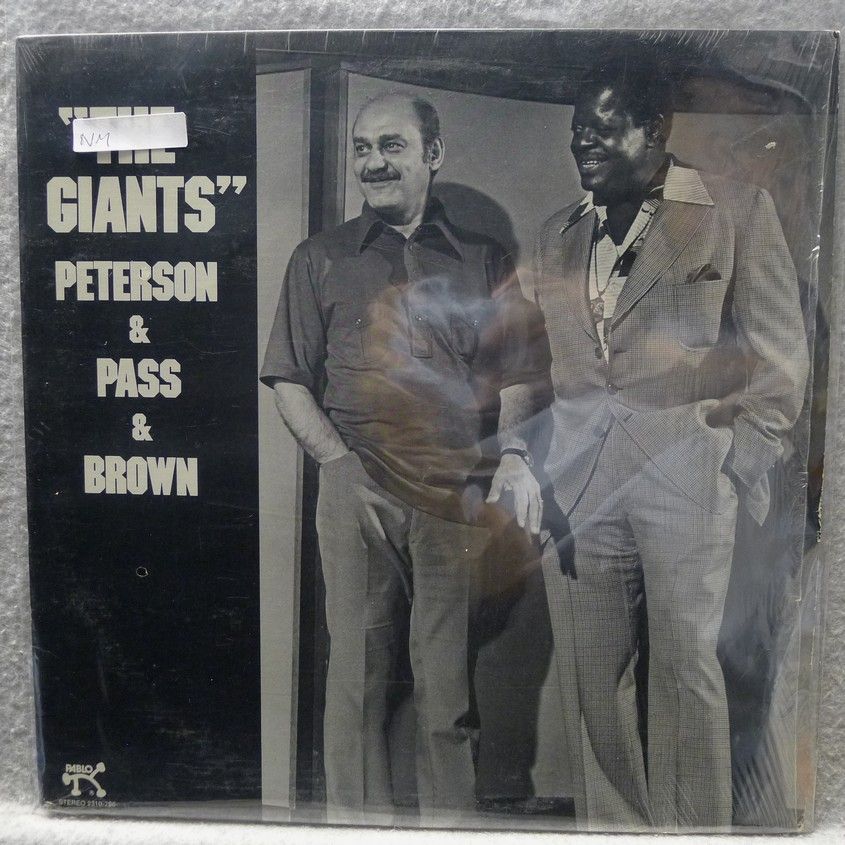 "THE
NM
GIANTS"
PETERSON
&
PASS
&
BROWN
PABLO
®
STEREO 2310-796